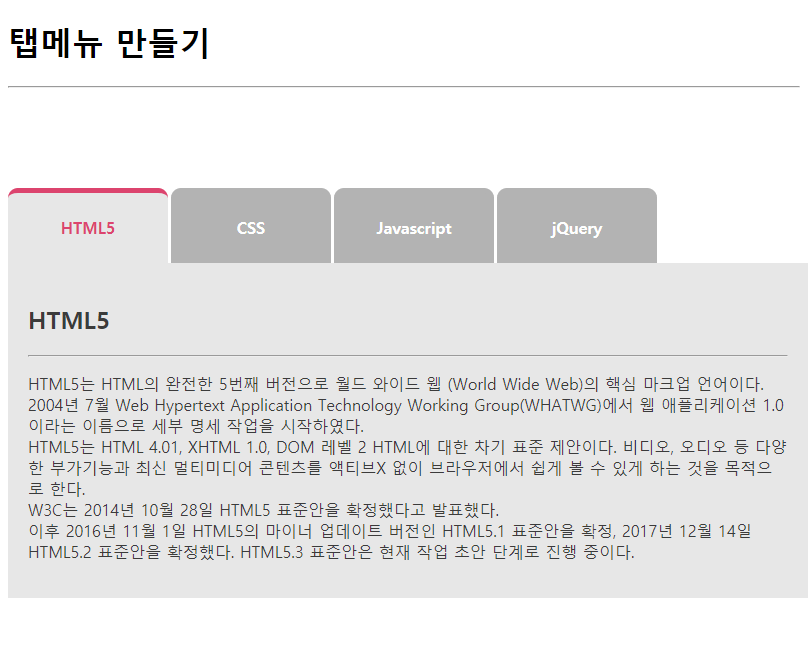 탭메뉴 만들기
HTML5
CSS
Javascript
jQuery
HTML5
HTML5는 HTML의 완전한 5번째 버전으로 월드 와이드 웹 (World Wide Web)의 핵심 마크업 언어이다.
2004년 7월 Web Hypertext Application Technology Working Group(WHATWG)에서 웹 애플리케이션 1.0
이라는 이름으로 세부 명세 작업을 시작하였다.
HTML5는 HTML 4.01, XHTML 1.0, DOM 레벨 2 HTML에 대한 차기 표준 제안이다. 비디오, 오디오 등 다양
한 부가기능과 최신 멀티미디어 콘텐츠를 액티브X 없이 브라우저에서 쉽게 볼 수 있게 하는 것을 목적으
로 한다.
W3C는 2014년 10월 28일 HTML5 표준안을 확정했다고 발표했다.
이후 2016년 11월 1일 HTML5의 마이너 업데이트 버전인 HTML5.1 표준안을 확정, 2017년 12월 14일
HTML5.2 표준안을 확정했다. HTML5.3 표준안은 현재 작업 초안 단계로 진행 중이다.